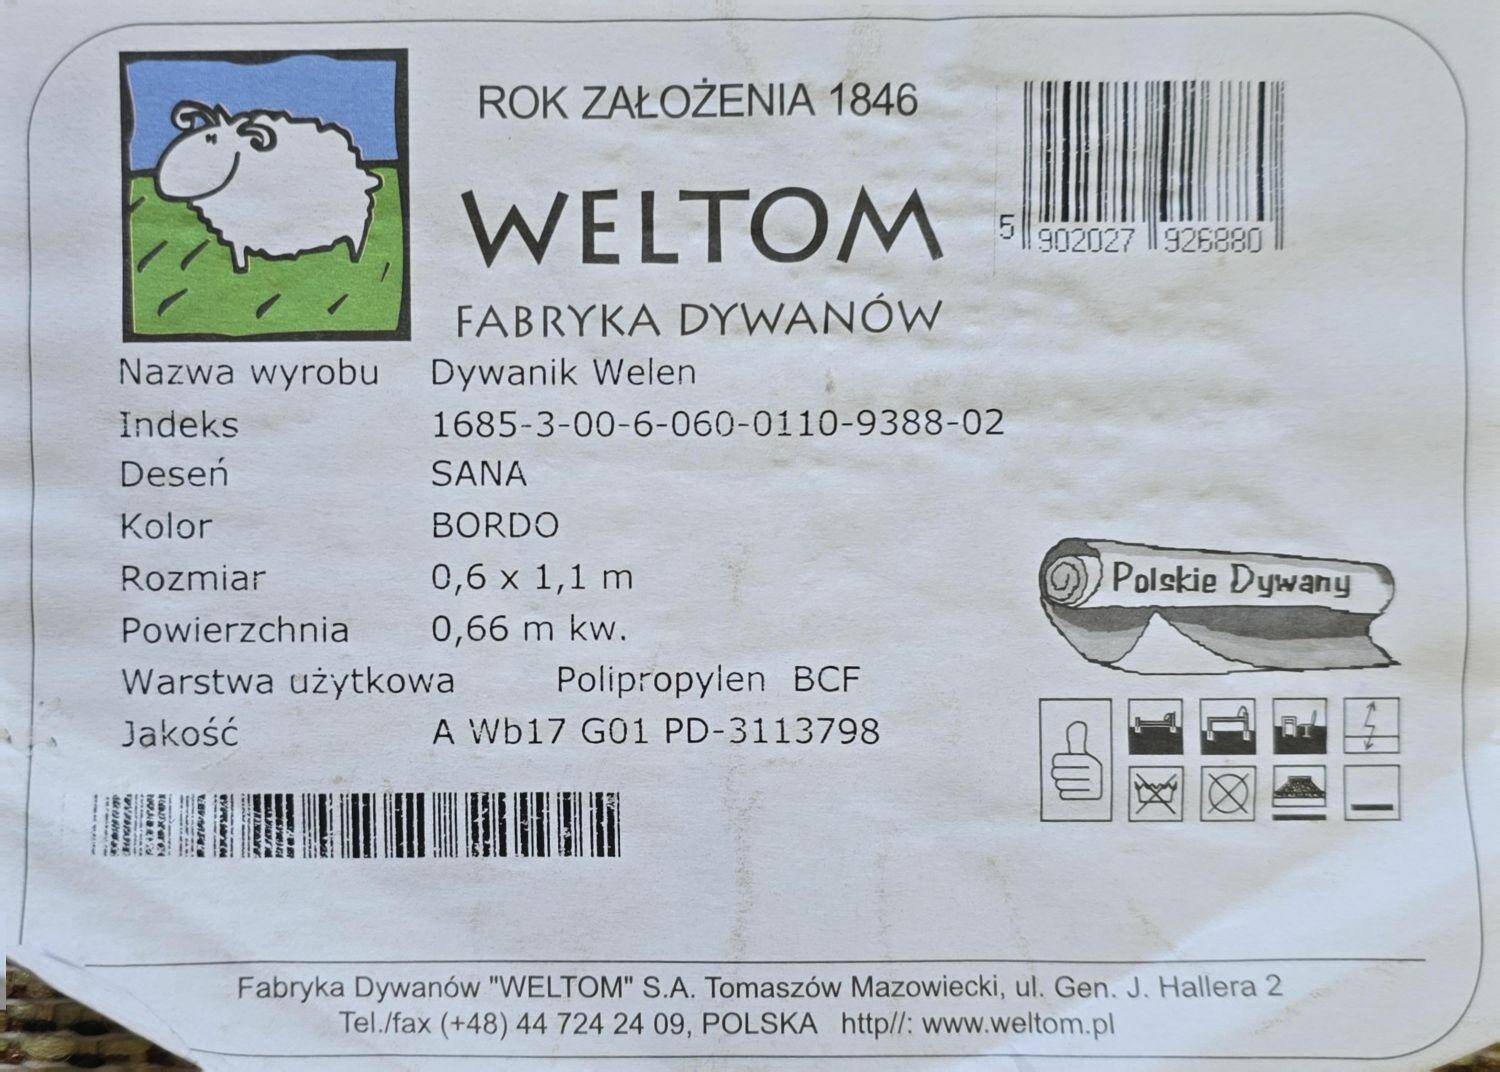 ROK ZAŁOŻENIA 1846
WELTOM
FABRYKA DYWANÓW
5 902027 926880
Nazwa wyrobu Dywanik Welen
Indeks 1685-3-00-6-060-0110-9388-02
Deseń SANA
Kolor BORDO
Rozmiar 0,6 x 1,1 m
Powierzchnia 0,66 m kw.
Warstwa użytkowa Polipropylen BCF
Jakość A Wb17 G01 PD-3113798
Polskie Dywany
Fabryka Dywanów "WELTOM" S.A. Tomaszów Mazowiecki, ul. Gen. J. Hallera 2
Tel./fax (+48) 44 724 24 09, POLSKA http//: www.weltom.pl